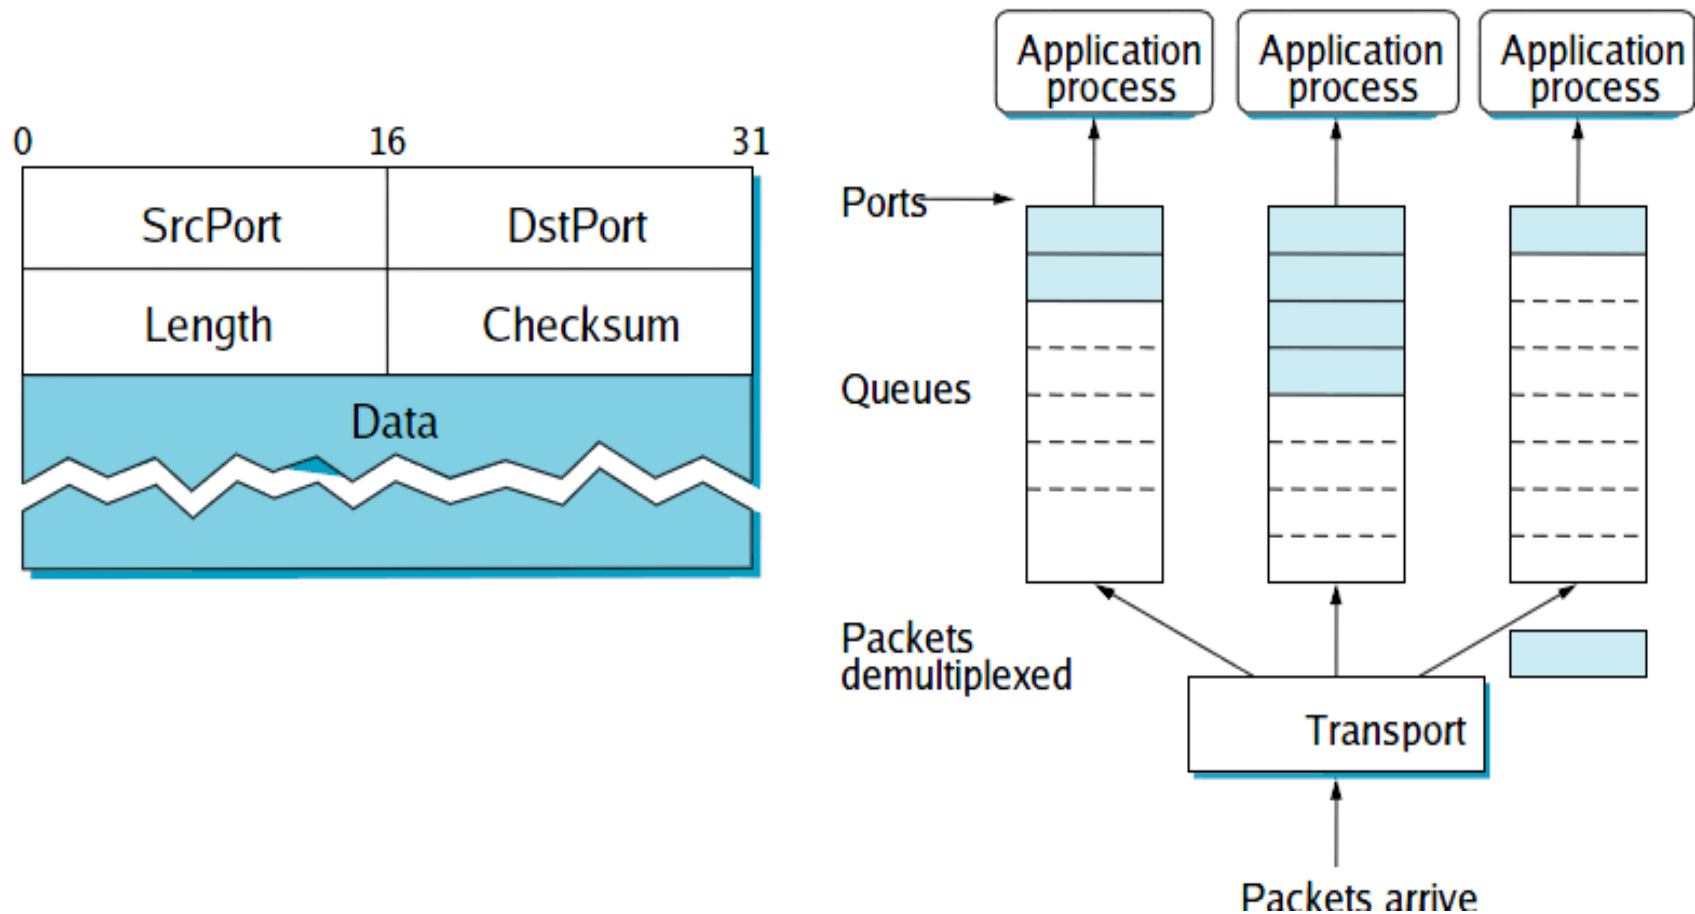 0 16 31
SrcPort DstPort
Length Checksum
Data
Application
process
Application
process
Application
process
Ports
Queues
Packets
demultiplexed
Transport
Packets arrive